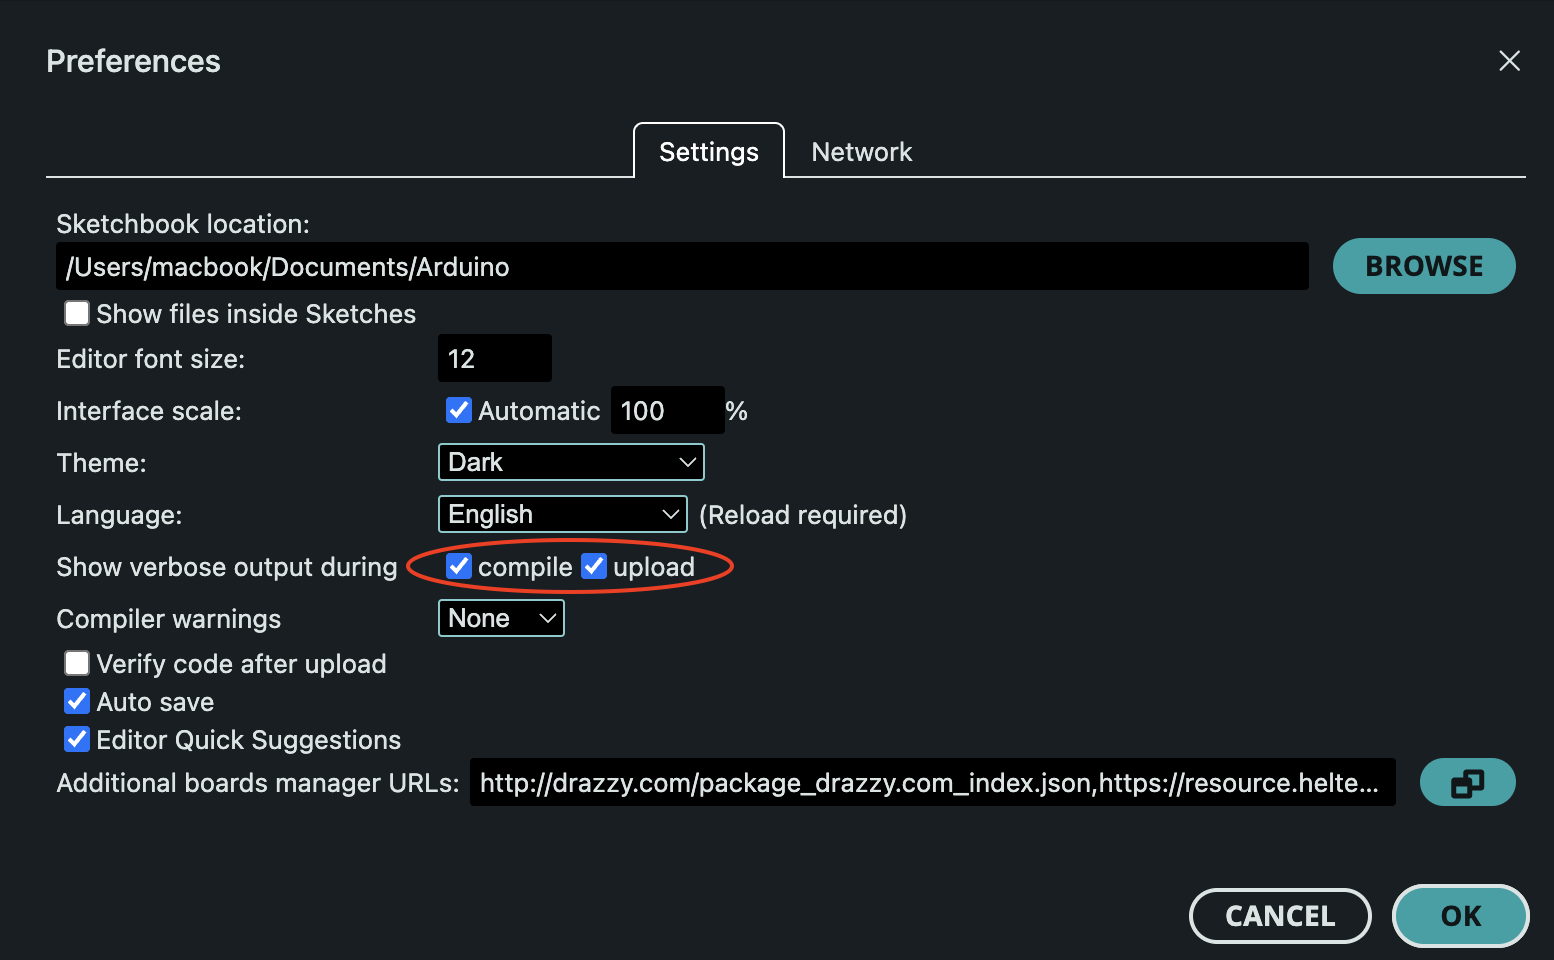 Preferences
Settings Network
Sketchbook location:
/Users/macbook/Documents/Arduino BROWSE
Show files inside Sketches
Editor font size: 12
Interface scale: Automatic 100 %
Theme: Dark
Language: English (Reload required)
Show verbose output during compile upload
Compiler warnings None
Verify code after upload
Auto save
Editor Quick Suggestions
Additional boards manager URLs: http://drazzy.com/package_drazzy.com_index.json,https://resource.helte...
CANCEL OK